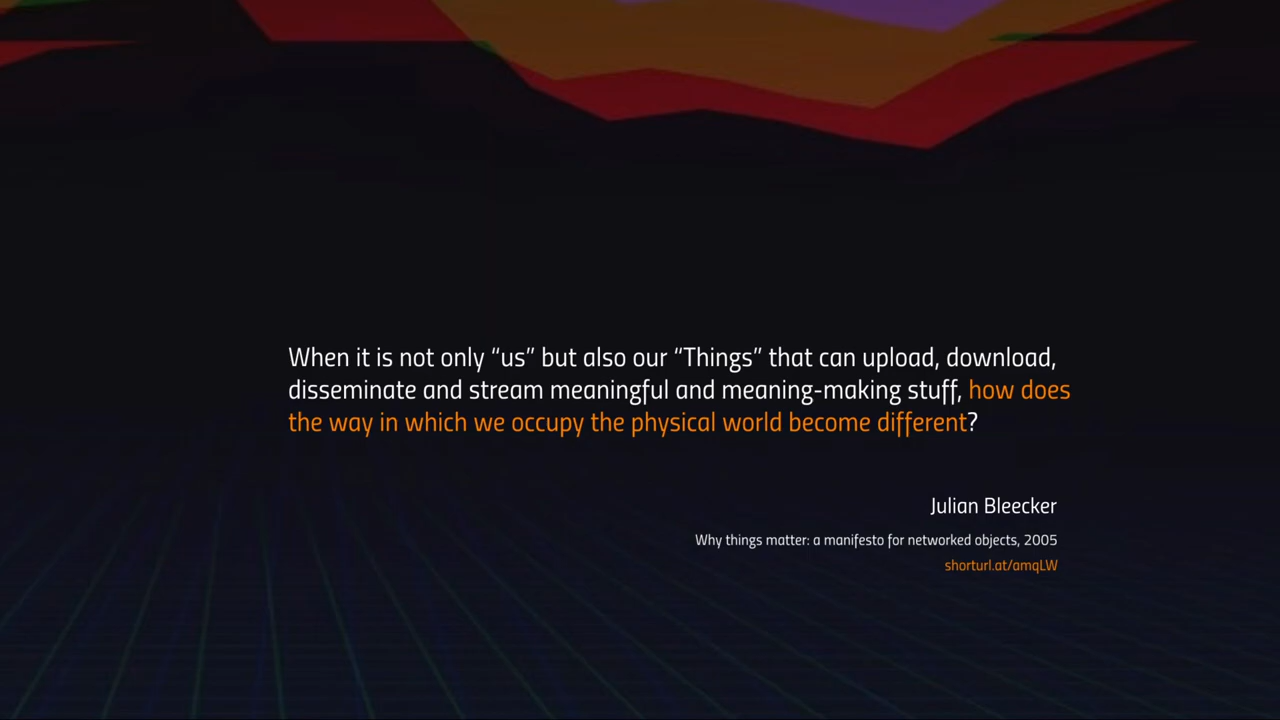 When it is not only “us” but also our “Things” that can upload, download,
disseminate and stream meaningful and meaning-making stuff, how does
the way in which we occupy the physical world become different?
Julian Bleecker
Why things matter: a manifesto for networked objects, 2005
shorturl.at/amqLW